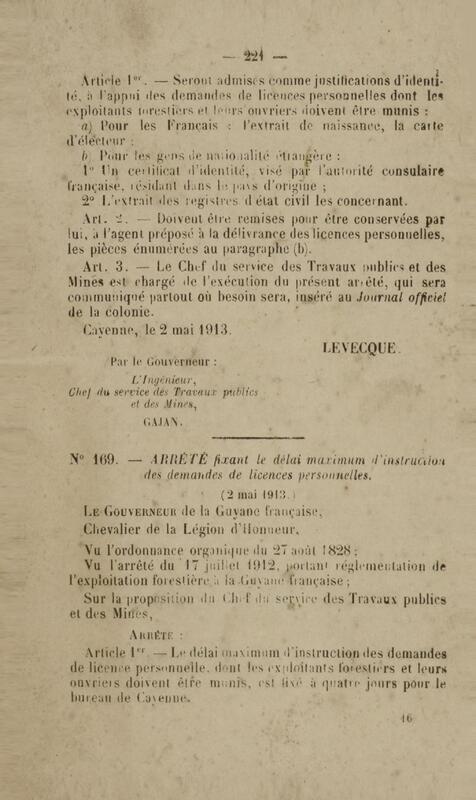 — 221 —
Article 1er. — Seront admises comme justifications d'identi-
té, à l'appui des demandes de licences personnelles dont les
exploitants forestiers et leurs ouvriers doivent être munis :
a) Pour les Français : l'extrait de naissance, la carte
d'électeur ;
b) Pour les gens de nationalité étrangère :
1° Un certificat d'identité, visé par l'autorité consulaire
française, résidant dans le pays d'origine ;
2° L'extrait des registres d'état civil les concernant.
Art. 2. — Doivent être remises pour être conservées par
lui, à l'agent préposé à la délivrance des licences personnelles,
les pièces énumérées au paragraphe (b).
Art. 3. — Le Chef du service des Travaux publics et des
Mines est chargé de l'exécution du présent arrêté, qui sera
communiqué partout où besoin sera, inséré au Journal officiel
de la colonie.
Cayenne, le 2 mai 1913.
LEVECQUE.
Par le Gouverneur :
L'Ingénieur,
Chef du service des Travaux publics
et des Mines,
GAJAN.
N° 169. — ARRÊTÉ fixant le délai maximum d'instruction
des demandes de licences personnelles.
(2 mai 1913.)
LE GOUVERNEUR de la Guyane française,
Chevalier de la Légion d'Honneur,
Vu l'ordonnance organique du 27 août 1828 ;
Vu l'arrêté du 17 juillet 1912, portant réglementation de
l'exploitation forestière à la Guyane française ;
Sur la proposition du Chef du service des Travaux publics
et des Mines,
ARRÊTE :
Article 1er. — Le délai maximum d'instruction des demandes
de licence personnelle, dont les exploitants forestiers et leurs
ouvriers doivent être munis, est fixé à quatre jours pour le
bureau de Cayenne.
16